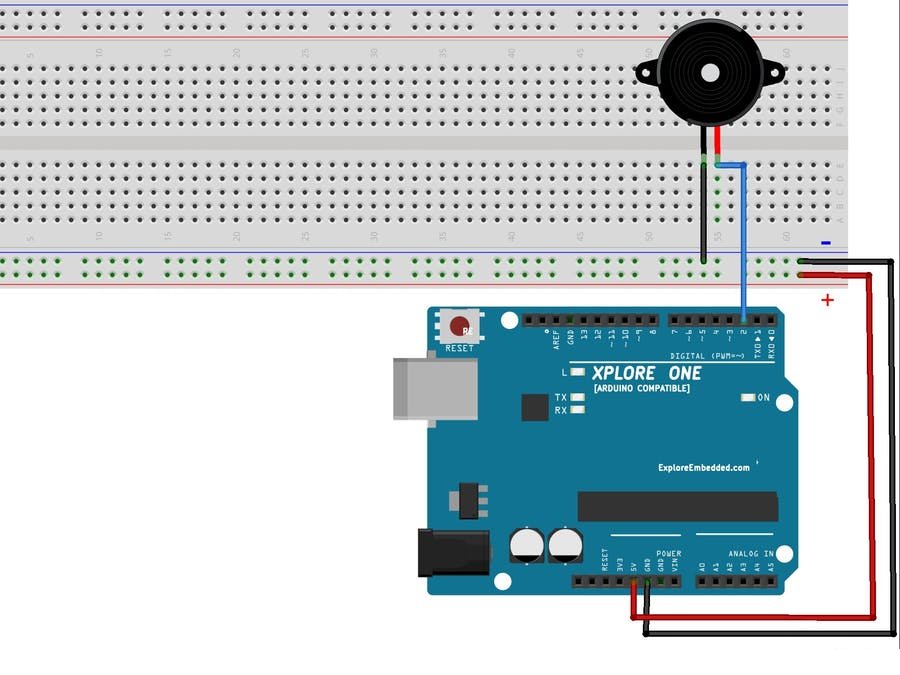 5 10 15 20 25 30 35 40 45 50 60
J
I
H
G
F
E
D
C
B
A
5 10 15 20 25 30 35 40 45 50 55 60
-
+
RESET
AREF
GND
13
12
~11
~10
~9
8
7
~6
~5
4
~3
2
TXO▶1
RXO◀0
DIGITAL (PWM=~)
L
XPLORE ONE
[ARDUINO COMPATIBLE]
TX
RX
ON
ExploreEmbedded.com
POWER
ANALOG IN
RESET
3V3
5V
GND
GND
VIN
A0
A1
A2
A3
A4
A5